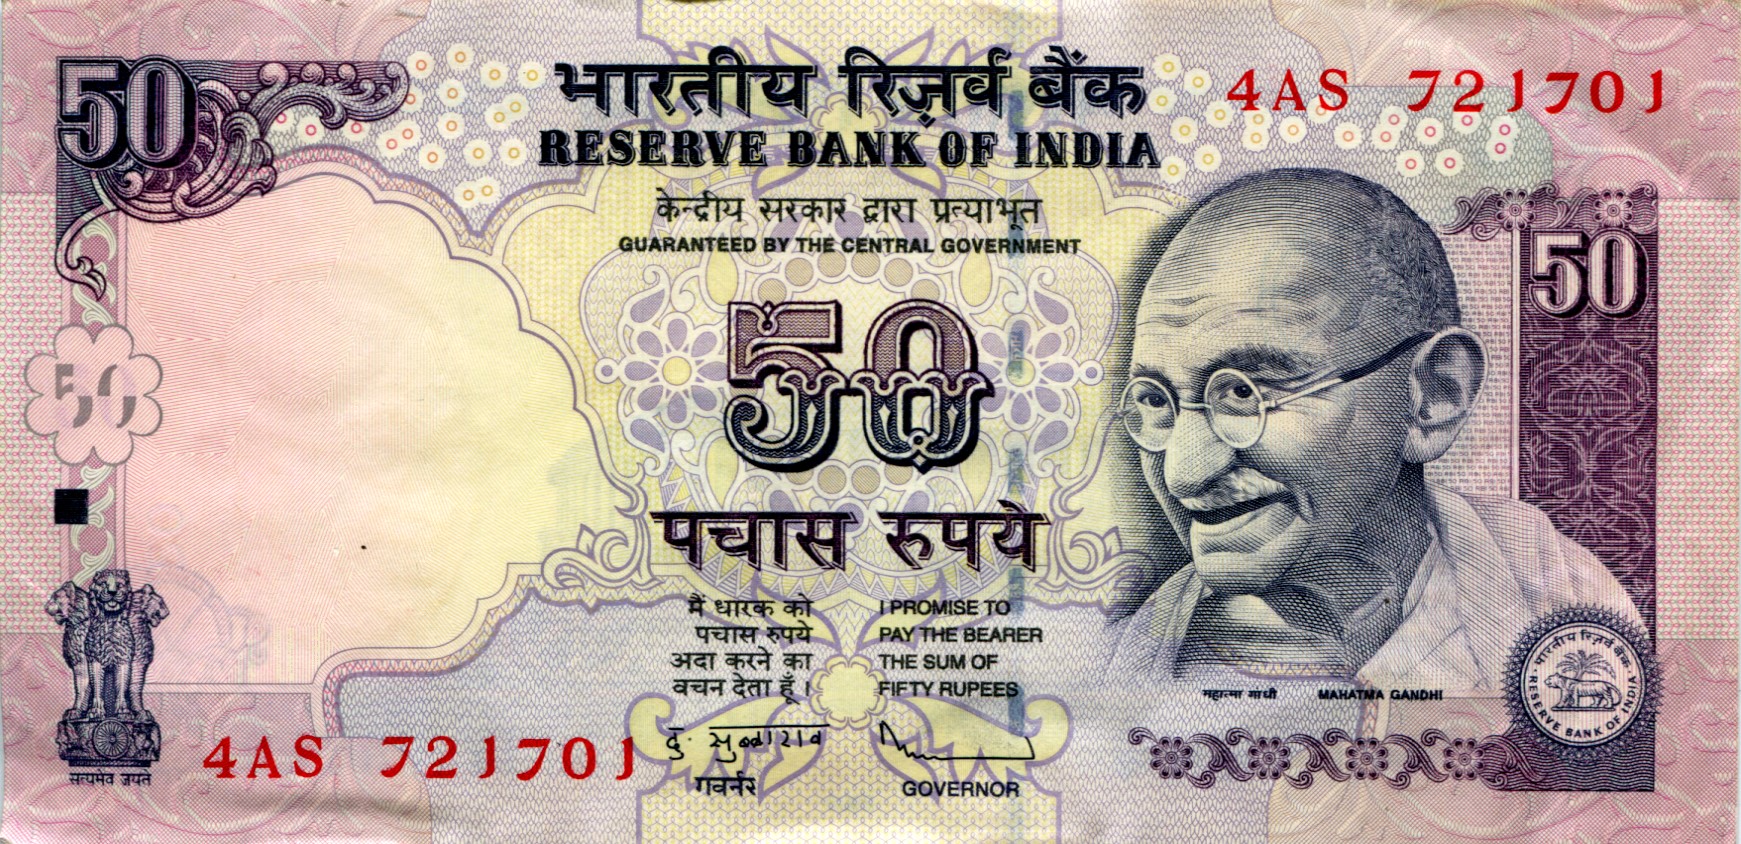 50
भारतीय रिज़र्व बैंक
4AS 721701
RESERVE BANK OF INDIA
केन्द्रीय सरकार द्वारा प्रत्याभूत
GUARANTEED BY THE CENTRAL GOVERNMENT
50
50
50
पचास रुपये
मैं धारक को
पचास रुपये
अदा करने का
वचन देता हूँ ।
I PROMISE TO
PAY THE BEARER
THE SUM OF
FIFTY RUPEES
महात्मा गांधी
MAHATMA GANDHI
भारतीय रिज़र्व बैंक
RESERVE BANK OF INDIA
4AS 721701
दु. सुब्बाराव
गवर्नर
GOVERNOR
सत्यमेव जयते